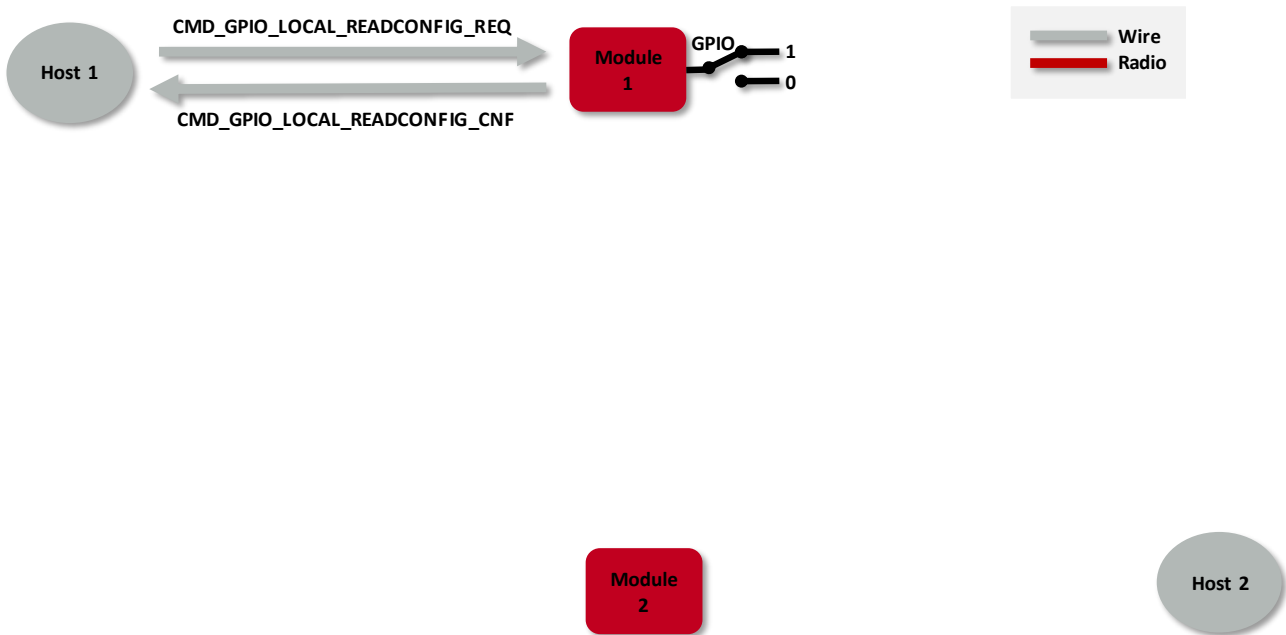 CMD_GPIO_LOCAL_READCONFIG_REQ
Host 1
Module
1
GPIO
1
0
CMD_GPIO_LOCAL_READCONFIG_CNF
Wire
Radio
Module
2
Host 2